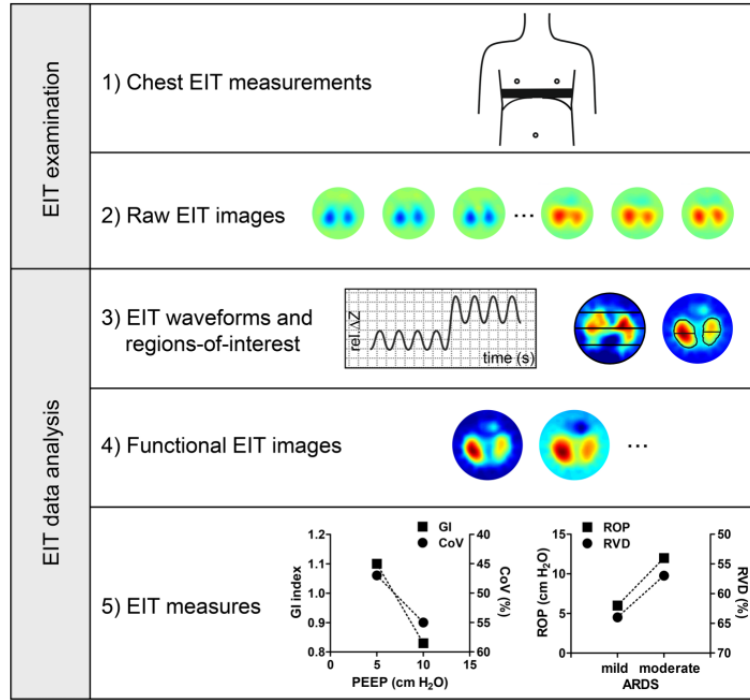 EIT examination
1) Chest EIT measurements
2) Raw EIT images
...
EIT data analysis
3) EIT waveforms and
regions-of-interest
rel.ΔZ
time (s)
4) Functional EIT images
...
5) EIT measures
GI
CoV
GI index
1.2
1.1
1.0
0.9
0.8
0
5
10
15
PEEP (cm H2O)
40
45
50
55
60
CoV (%)
ROP
RVD
ROP (cm H2O)
15
10
5
0
mild
moderate
ARDS
50
55
60
65
70
RVD (%)